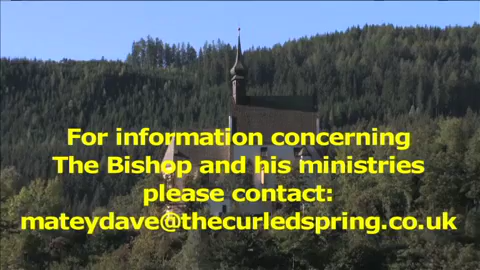 For information concerning
The Bishop and his ministries
please contact:
mateydave@thecurledspring.co.uk